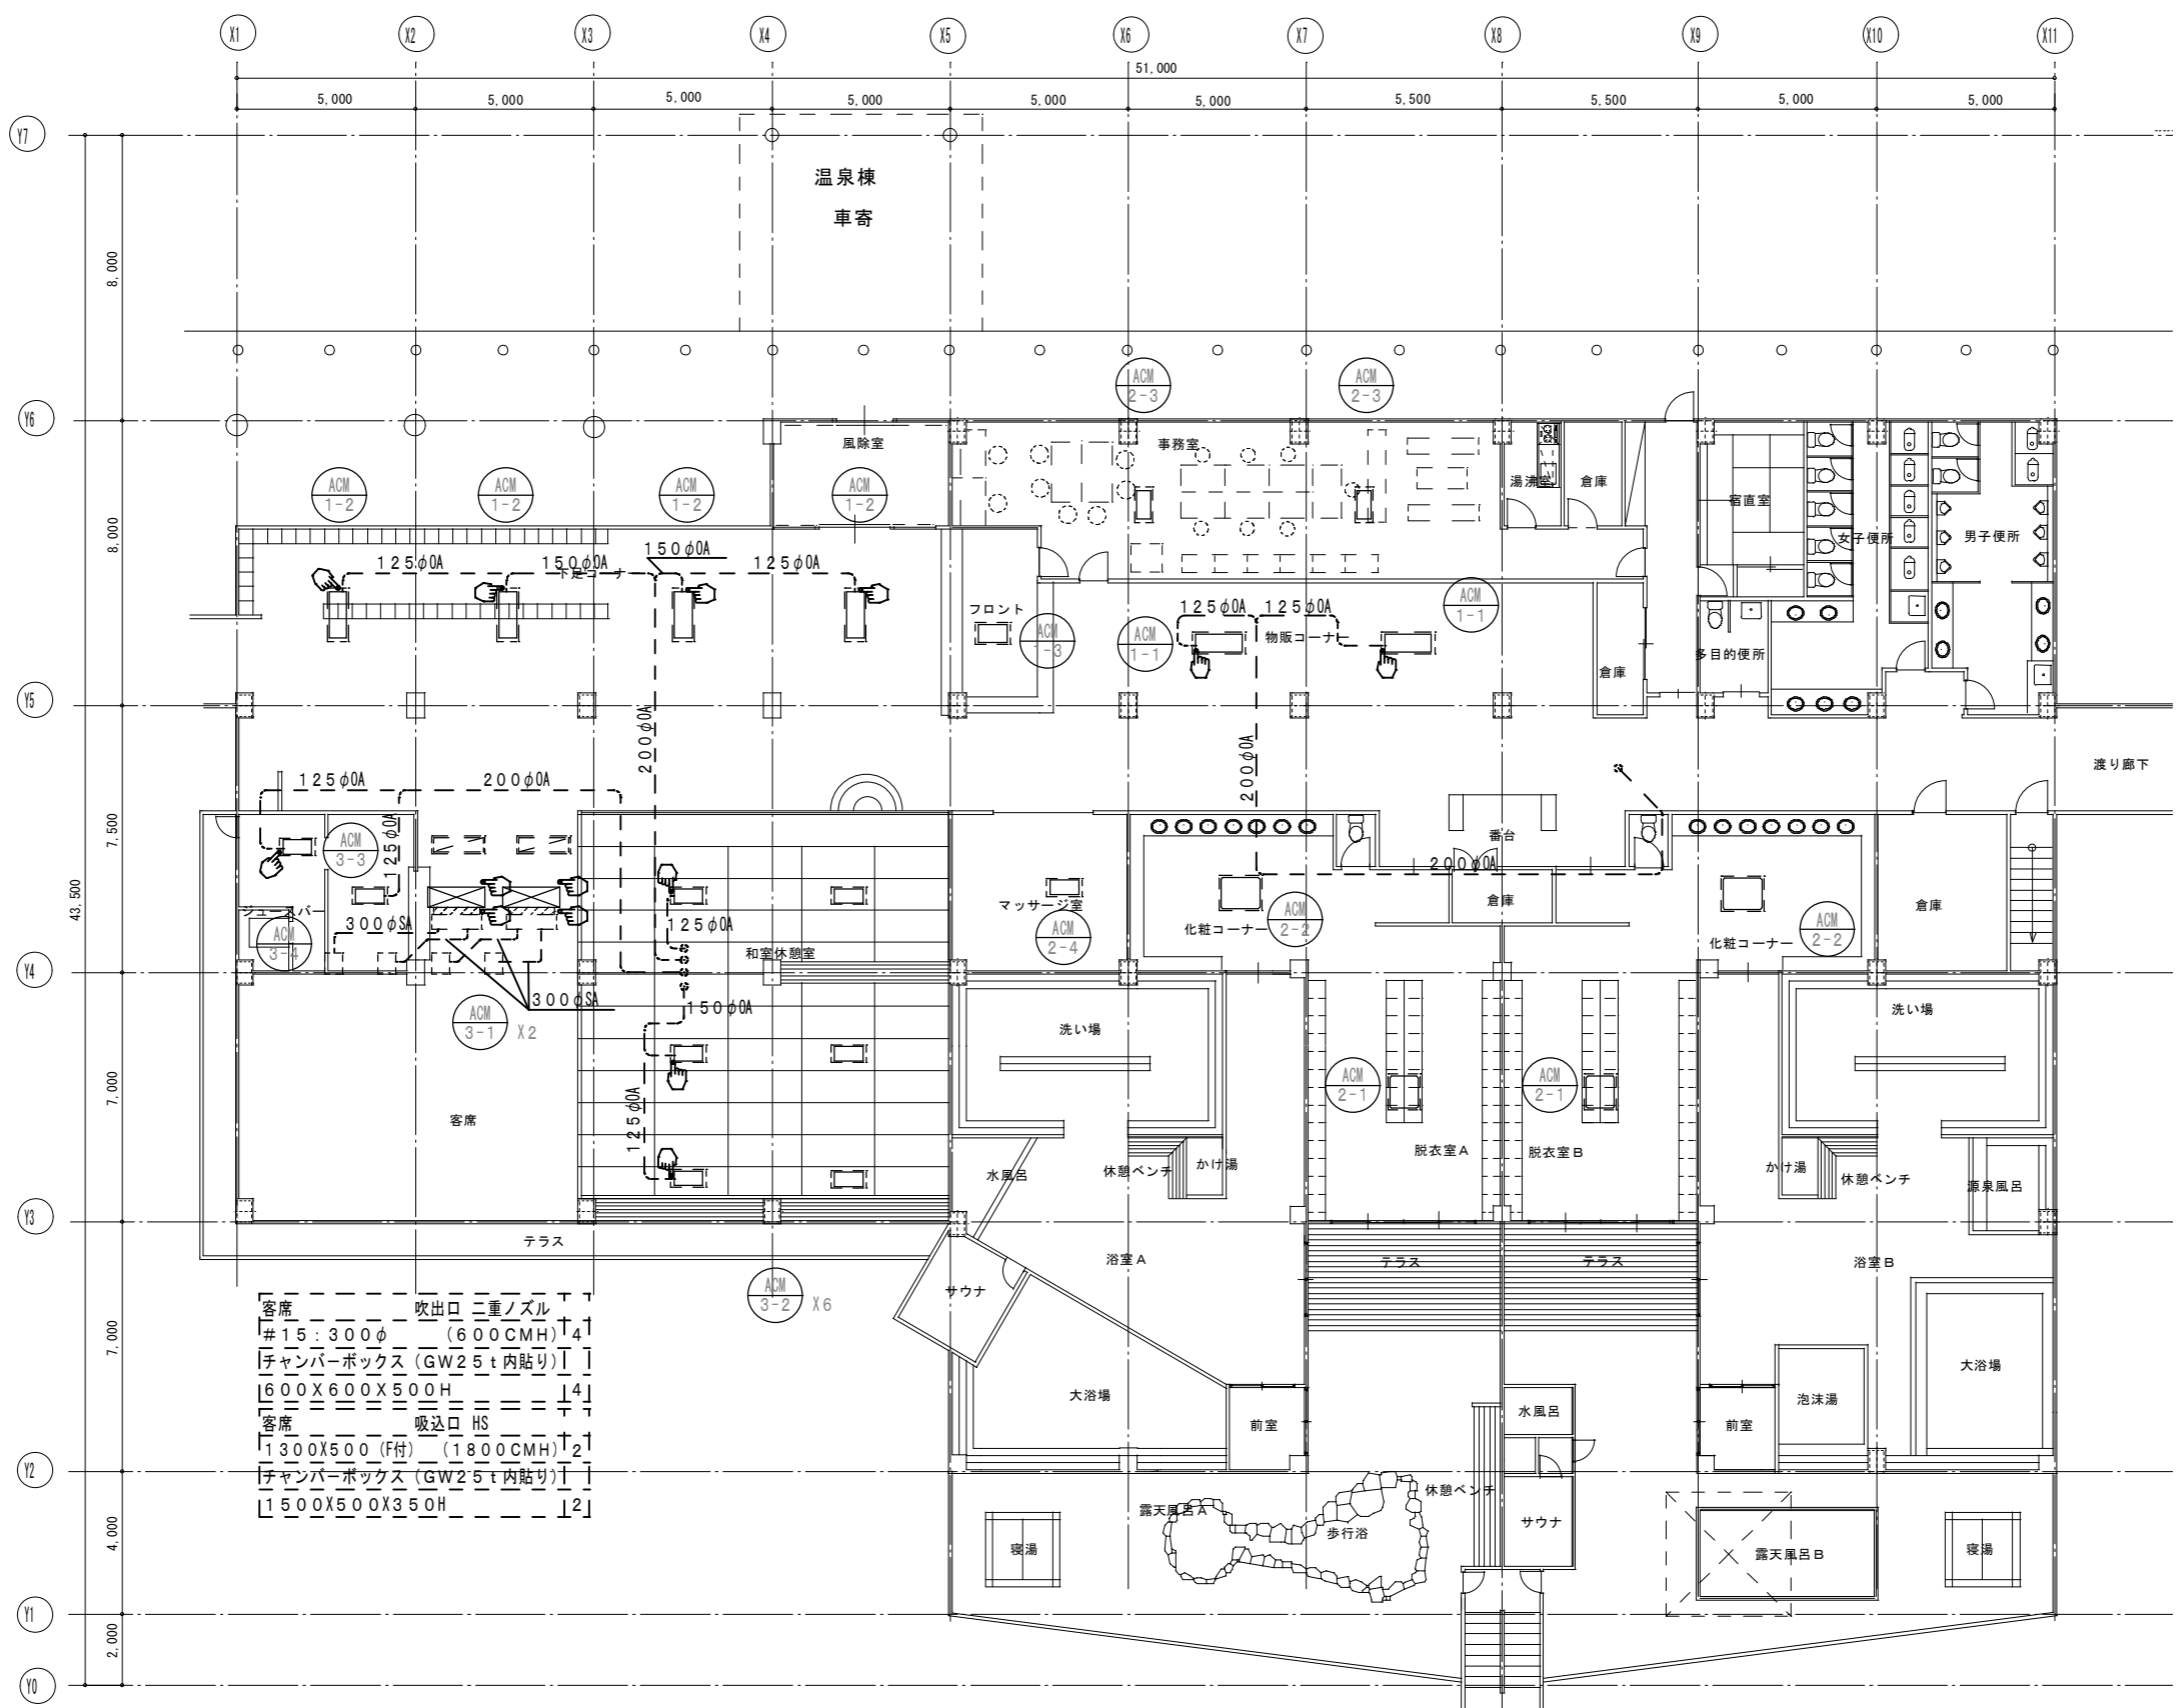 X1 X2 X3 X4 X5 X6 X7 X8 X9 X10 X11
51,000
5,000 5,000 5,000 5,000 5,000 5,000 5,500 5,500 5,000 5,000
Y7
温泉棟
車寄
8,000
ACM 2-3
ACM 2-3
Y6
風除室
事務室
湯沸室
倉庫
宿直室
女子便所
男子便所
ACM 1-2
ACM 1-2
ACM 1-2
ACM 1-2
8,000
125φOA
150φOA
150φOA
125φOA
下足コーナー
フロント
ACM 1-3
ACM 1-1
125φOA
125φOA
物販コーナー
ACM 1-1
倉庫
多目的便所
Y5
200φOA
200φOA
渡り廊下
125φOA
200φOA
7,500
43,500
ACM 3-3
125φOA
番台
200φOA
ジュースバー
ACM 3-4
300φSA
125φOA
和室休憩室
マッサージ室
ACM 2-4
化粧コーナー
ACM 2-2
倉庫
化粧コーナー
ACM 2-2
倉庫
Y4
300φSA
150φOA
ACM 3-1 X2
洗い場
洗い場
7,000
ACM 2-1
ACM 2-1
客席
125φOA
水風呂
休憩ベンチ
かけ湯
脱衣室A
脱衣室B
かけ湯
休憩ベンチ
源泉風呂
Y3
テラス
浴室A
テラス
テラス
浴室B
サウナ
ACM 3-2 X6
7,000
客席 吹出口 二重ノズル
#15:300φ (600CMH) 4
チャンバーボックス(GW25t内貼り)
600X600X500H 4
客席 吸込口 HS
1300X500(F付) (1800CMH) 2
チャンバーボックス(GW25t内貼り)
1500X500X350H 2
大浴場
前室
水風呂
前室
泡沫湯
大浴場
Y2
4,000
露天風呂A
休憩ベンチ
歩行浴
寝湯
サウナ
露天風呂B
寝湯
Y1
2,000
Y0